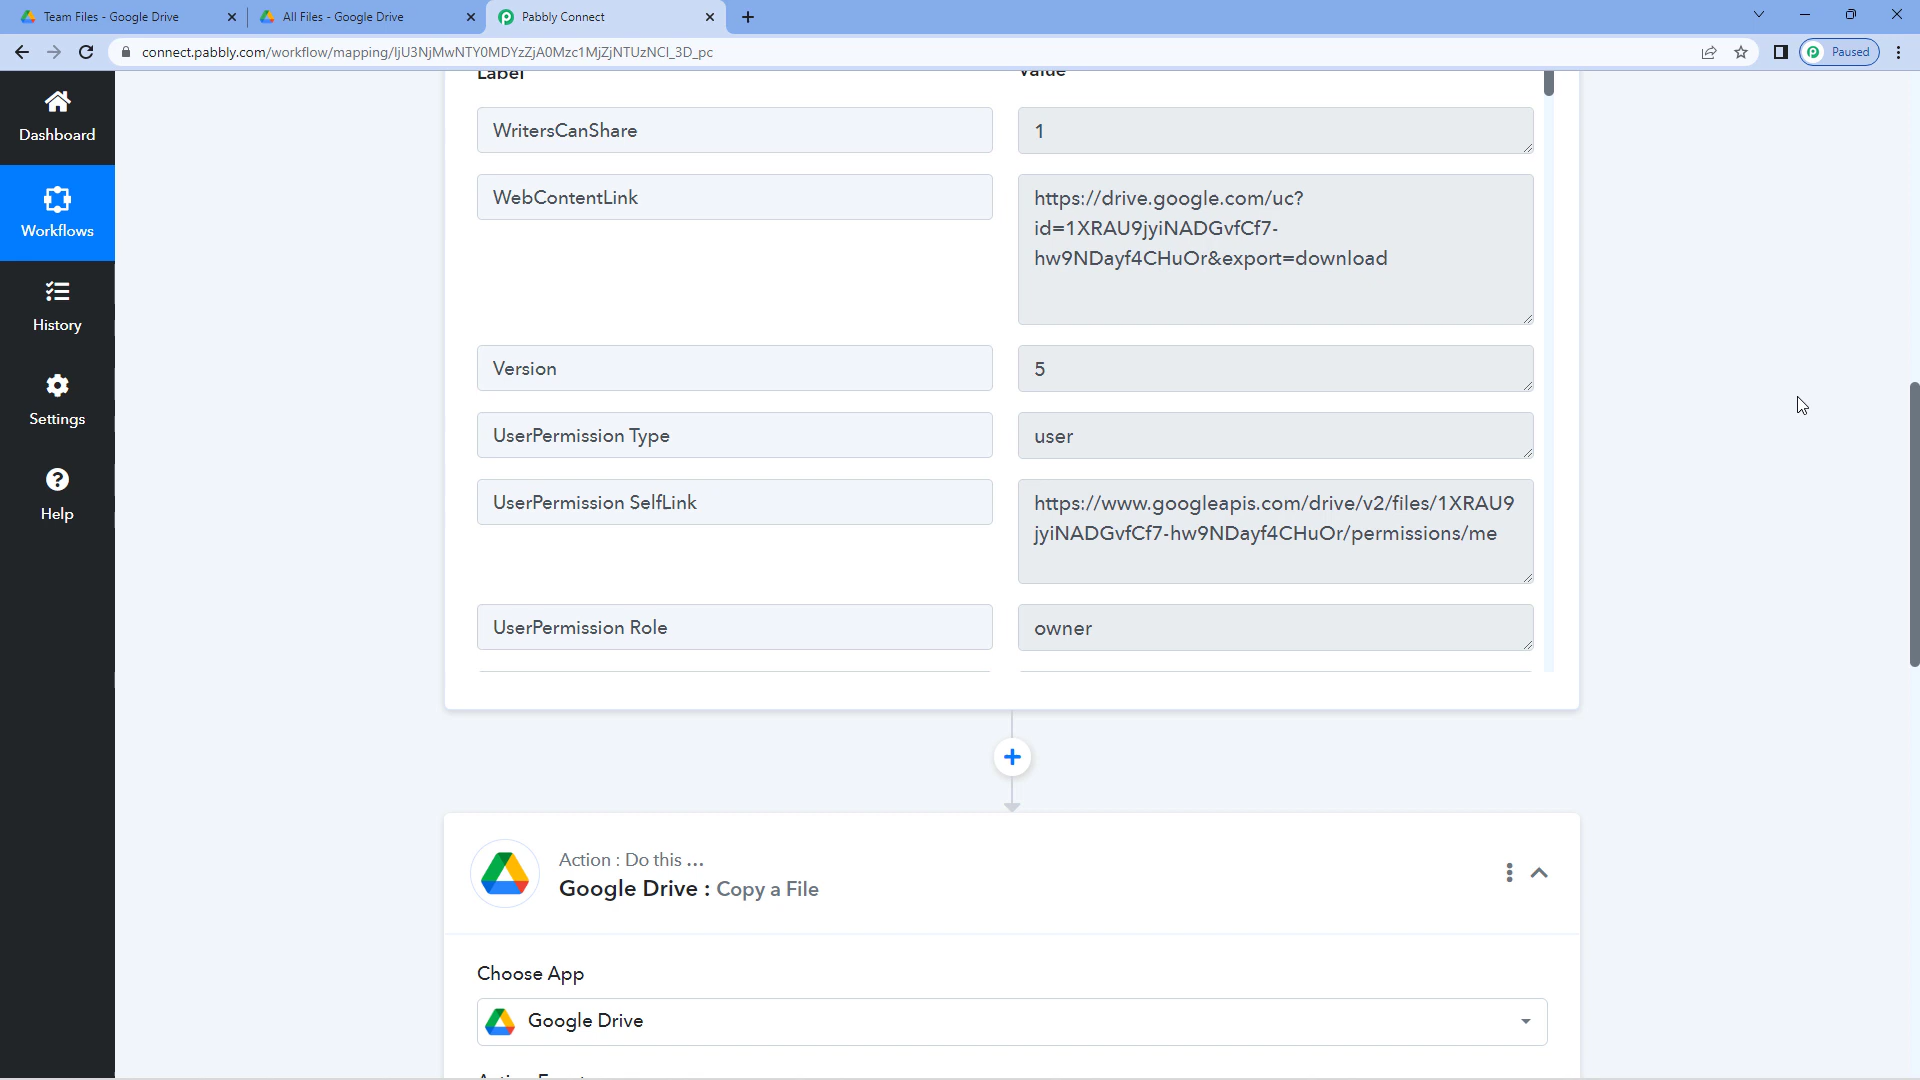 Team Files - Google Drive
All Files - Google Drive
Pabbly Connect
connect.pabbly.com/workflow/mapping/IjU3NjMwNTY0MDYzZjA0Mzc1MjZjNTUzNCI_3D_pc
Paused
Dashboard
Workflows
History
Settings
Help
Label
Value
WritersCanShare
1
WebContentLink
https://drive.google.com/uc?
id=1XRAU9jyiNADGvfCf7-
hw9NDayf4CHuOr&export=download
Version
5
UserPermission Type
user
UserPermission SelfLink
https://www.googleapis.com/drive/v2/files/1XRAU9
jyiNADGvfCf7-hw9NDayf4CHuOr/permissions/me
UserPermission Role
owner
Action : Do this ...
Google Drive : Copy a File
Choose App
Google Drive